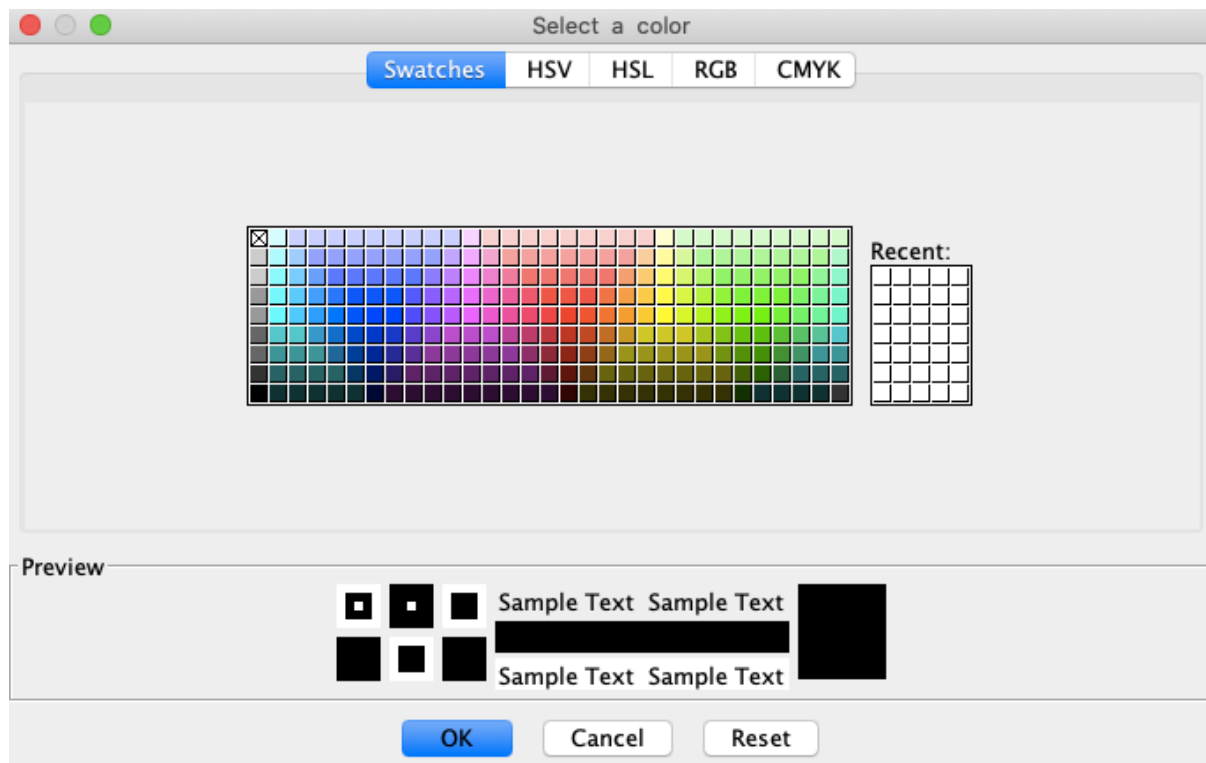 Select a color
Swatches HSV HSL RGB CMYK
Recent:
Preview
Sample Text Sample Text
Sample Text Sample Text
OK Cancel Reset